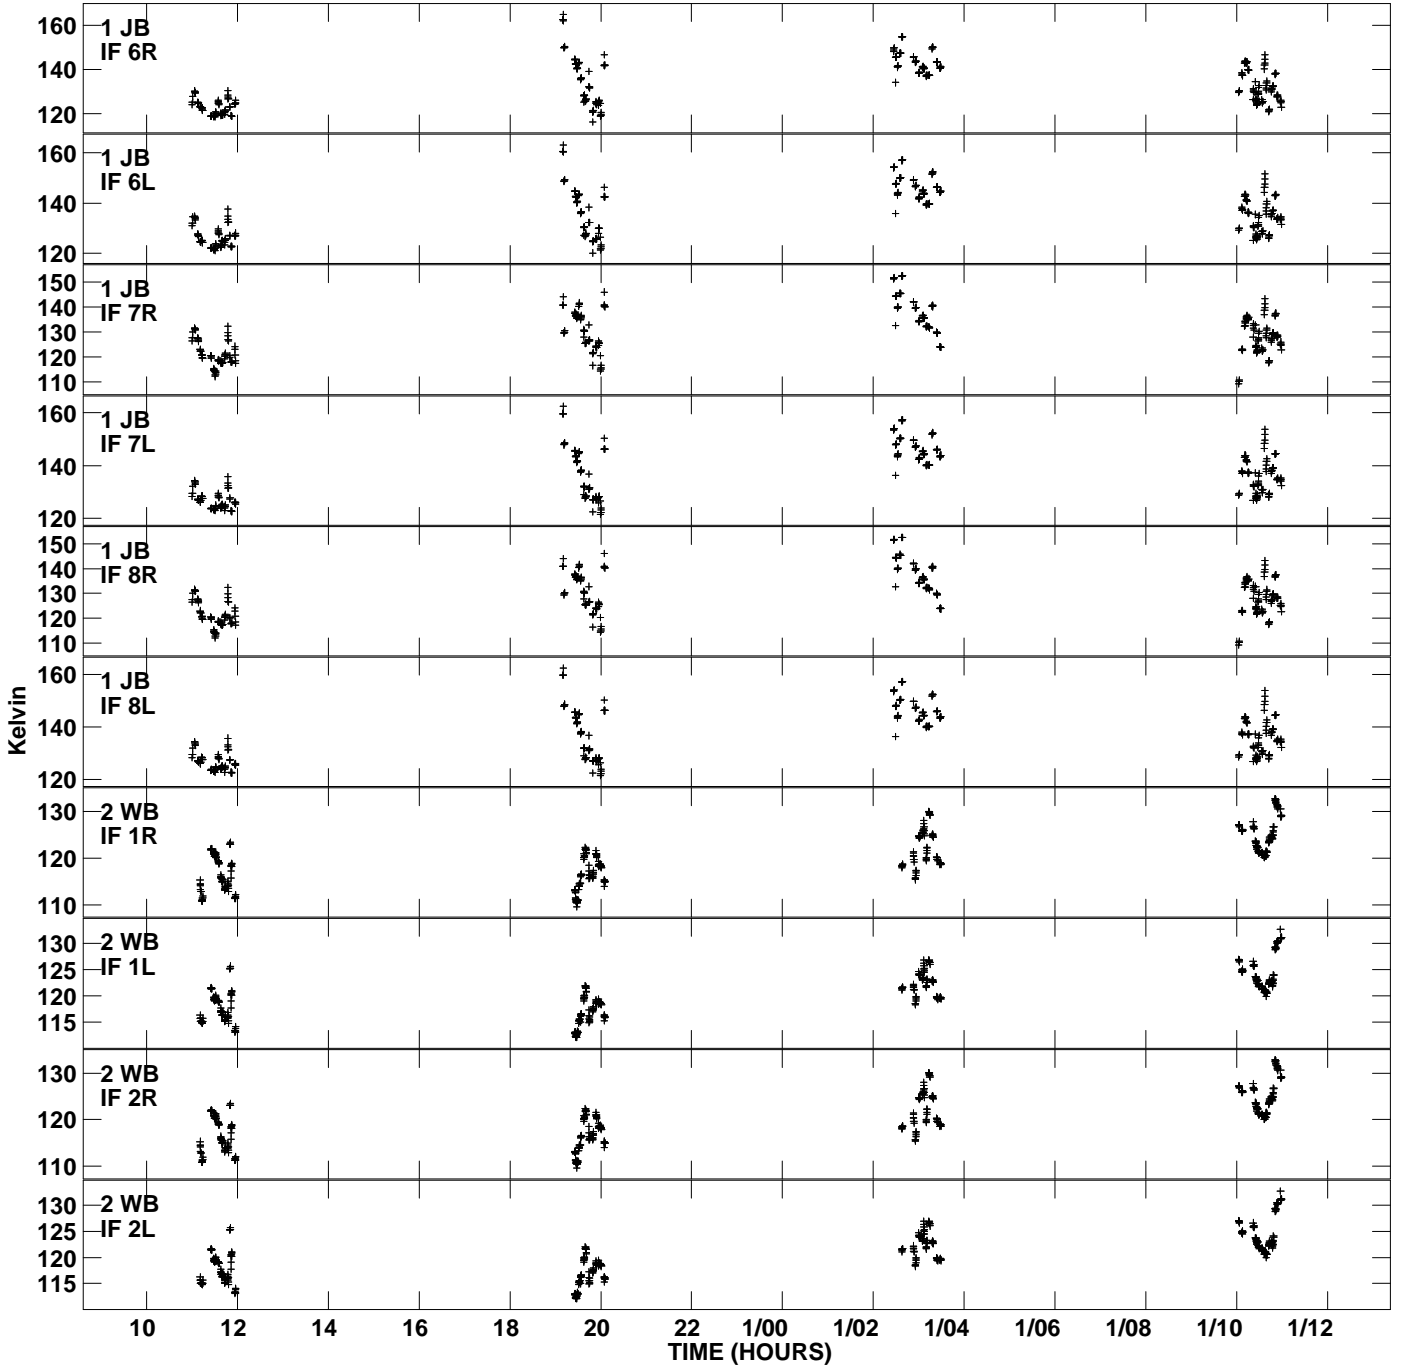 160
140
120
1 JB
IF 6R
160
140
120
1 JB
IF 6L
150
140
130
120
110
1 JB
IF 7R
160
140
120
1 JB
IF 7L
150
140
130
120
110
1 JB
IF 8R
160
140
120
1 JB
IF 8L
130
120
110
2 WB
IF 1R
130
125
120
115
2 WB
IF 1L
130
120
110
2 WB
IF 2R
130
125
120
115
2 WB
IF 2L
Kelvin
10 12 14 16 18 20 22 1/00 1/02 1/04 1/06 1/08 1/10 1/12
TIME (HOURS)